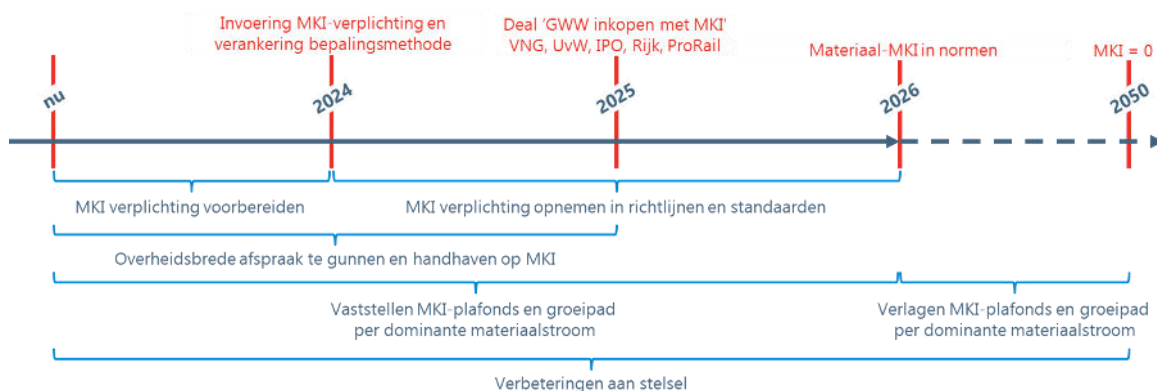 Invoering MKI-verplichting en
verankering bepalingsmethode
Deal 'GWW inkopen met MKI'
VNG, UvW, IPO, Rijk, ProRail
Materiaal-MKI in normen
MKI = 0
nu
2024
2025
2026
2050
MKI verplichting voorbereiden
MKI verplichting opnemen in richtlijnen en standaarden
Overheidsbrede afspraak te gunnen en handhaven op MKI
Vaststellen MKI-plafonds en groeipad
per dominante materiaalstroom
Verlagen MKI-plafonds en groeipad
per dominante materiaalstroom
Verbeteringen aan stelsel